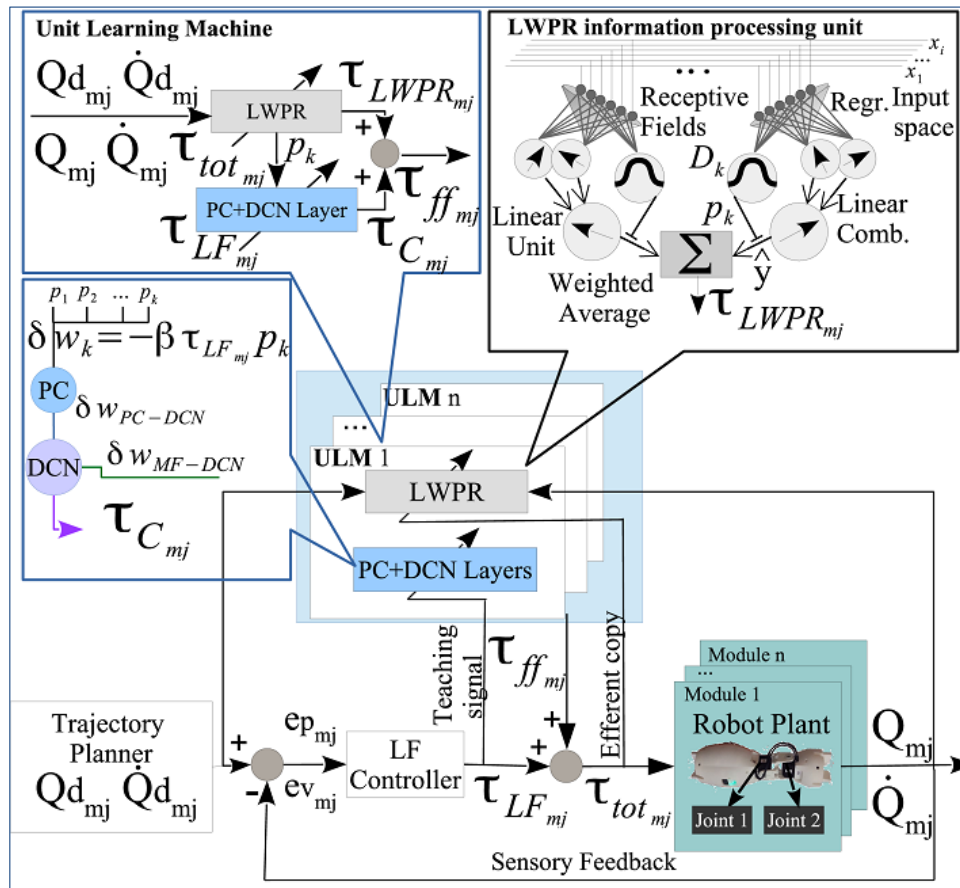 Unit Learning Machine
Qd_mj Q̇d_mj
Q_mj Q̇_mj
LWPR
τ_LWPR_mj
τ_tot_mj
p_k
+
+
τ_ff_mj
PC+DCN Layer
τ_LF_mj
τ_C_mj
LWPR information processing unit
x_i
...
x_1
...
Receptive
Fields
Regr.
Input
space
D_k
p_k
Linear
Unit
Linear
Comb.
Σ
ŷ
Weighted
Average
τ_LWPR_mj
p_1 p_2 ... p_k
δ w_k = −β τ_LF_mj p_k
PC
δ w_PC−DCN
DCN
δ w_MF−DCN
τ_C_mj
ULM n
...
ULM 1
LWPR
PC+DCN Layers
Teaching
signal
τ_ff_mj
Efferent copy
Module n
...
Module 1
Robot Plant
Joint 1
Joint 2
Trajectory
Planner
Qd_mj Q̇d_mj
+
-
ep_mj
ev_mj
LF
Controller
τ_LF_mj
+
+
τ_tot_mj
Q_mj
Q̇_mj
Sensory Feedback